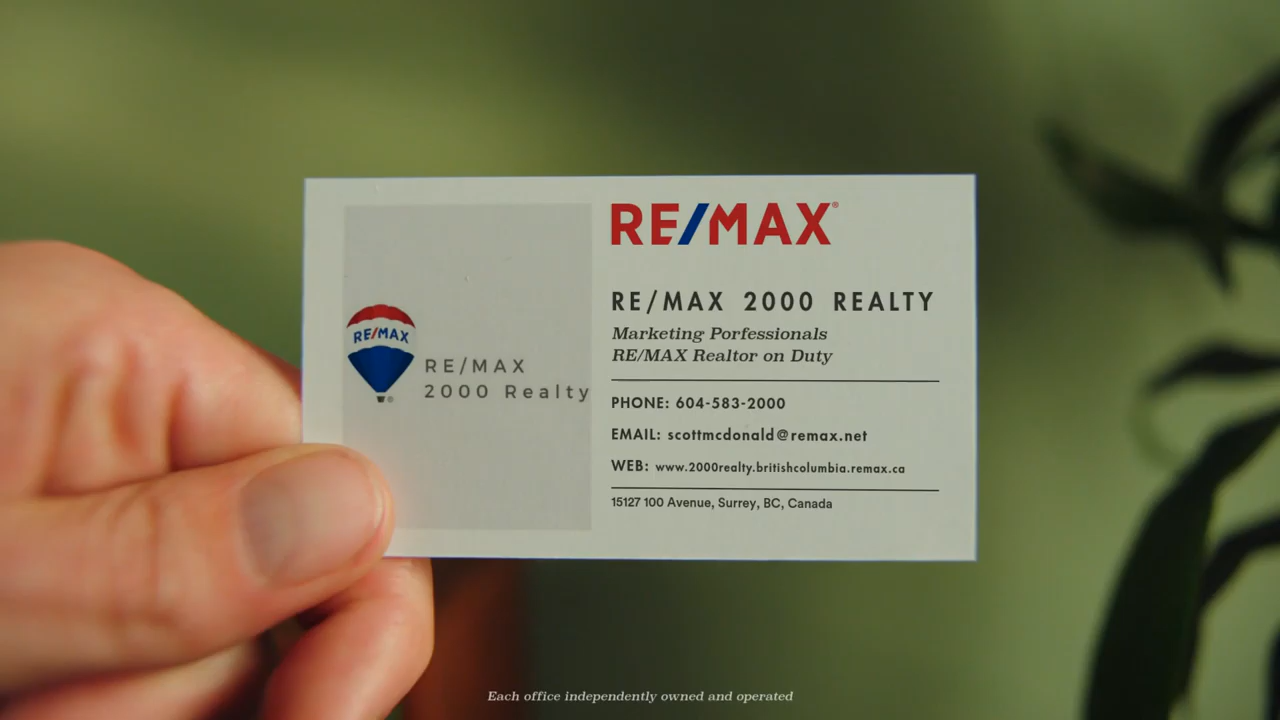 RE/MAX®
RE/MAX
RE/MAX
2000 Realty
RE/MAX 2000 REALTY
Marketing Porfessionals
RE/MAX Realtor on Duty
PHONE: 604-583-2000
EMAIL: scottmcdonald@remax.net
WEB: www.2000realty.britishcolumbia.remax.ca
15127 100 Avenue, Surrey, BC, Canada
Each office independently owned and operated